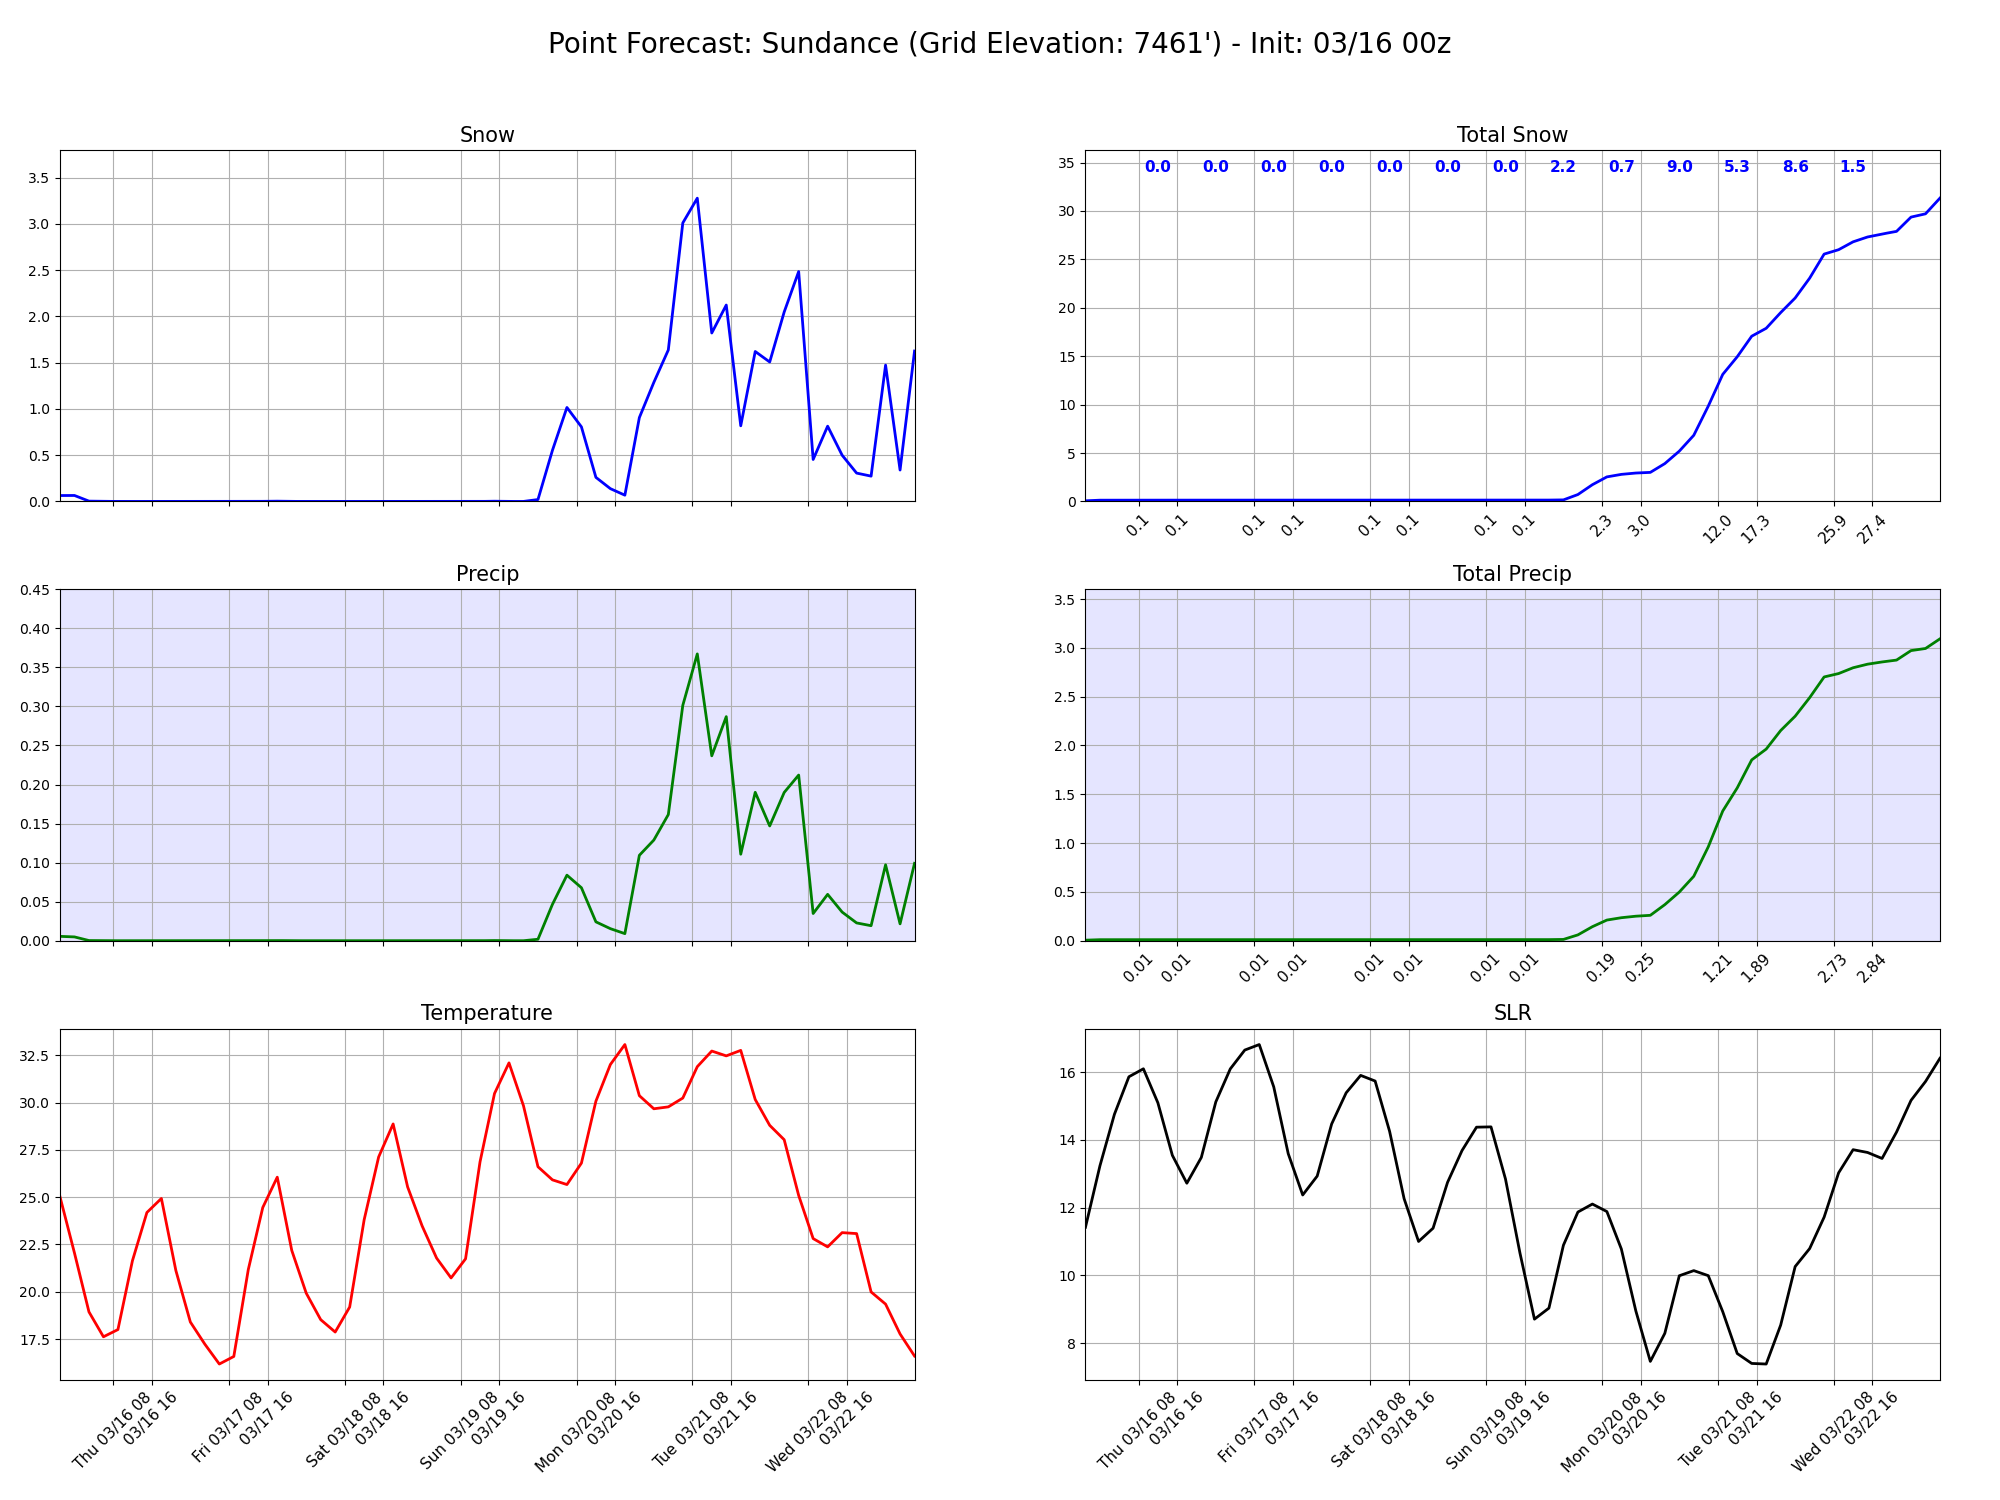 Point Forecast: Sundance (Grid Elevation: 7461') - Init: 03/16 00z
Snow
3.5
3.0
2.5
2.0
1.5
1.0
0.5
0.0
Total Snow
0.0 0.0 0.0 0.0 0.0 0.0 0.0 2.2 0.7 9.0 5.3 8.6 1.5
35
30
25
20
15
10
5
0
0.1 0.1 0.1 0.1 0.1 0.1 0.1 0.1 2.3 3.0 12.0 17.3 25.9 27.4
Precip
0.45
0.40
0.35
0.30
0.25
0.20
0.15
0.10
0.05
0.00
Total Precip
3.5
3.0
2.5
2.0
1.5
1.0
0.5
0.0
0.01 0.01 0.01 0.01 0.01 0.01 0.01 0.01 0.19 0.25 1.21 1.89 2.73 2.84
Temperature
32.5
30.0
27.5
25.0
22.5
20.0
17.5
Thu 03/16 08
03/16 16
Fri 03/17 08
03/17 16
Sat 03/18 08
03/18 16
Sun 03/19 08
03/19 16
Mon 03/20 08
03/20 16
Tue 03/21 08
03/21 16
Wed 03/22 08
03/22 16
SLR
16
14
12
10
8
Thu 03/16 08
03/16 16
Fri 03/17 08
03/17 16
Sat 03/18 08
03/18 16
Sun 03/19 08
03/19 16
Mon 03/20 08
03/20 16
Tue 03/21 08
03/21 16
Wed 03/22 08
03/22 16